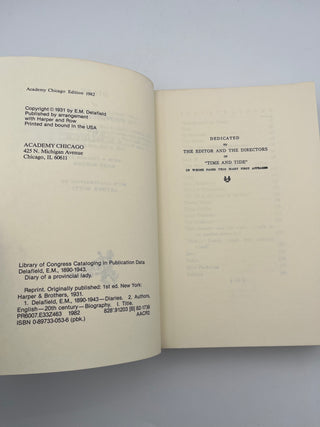 Academy Chicago Edition 1982
Copyright © 1931 by E.M. Delafield
Published by arrangement
with Harper and Row
Printed and bound in the USA
ACADEMY CHICAGO
425 N. Michigan Avenue
Chicago, IL 60611
Library of Congress Cataloging in Publication Data
Delafield, E.M., 1890-1943.
Diary of a provincial lady.
Reprint. Originally published: 1st ed. New York:
Harper & Brothers, 1931.
1. Delafield, E.M., 1890-1943—Diaries. 2. Authors,
English—20th century—Biography. I. Title.
PR6007.E33Z463 1982 828'.91203 [B] 82-1739
ISBN 0-89733-053-6 (pbk.) AACR2
DEDICATED
TO
THE EDITOR AND THE DIRECTORS
OF
"TIME AND TIDE"
IN WHOSE PAGES THIS DIARY FIRST APPEARED